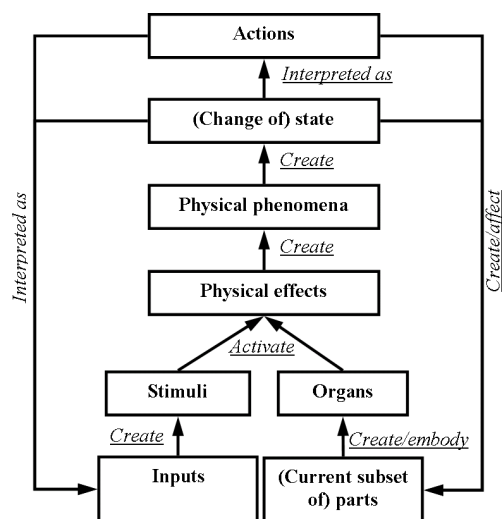 Actions
Interpreted as
(Change of) state
Create
Physical phenomena
Interpreted as
Create/affect
Create
Physical effects
Activate
Stimuli
Organs
Create
Create/embody
Inputs
(Current subset
of) parts